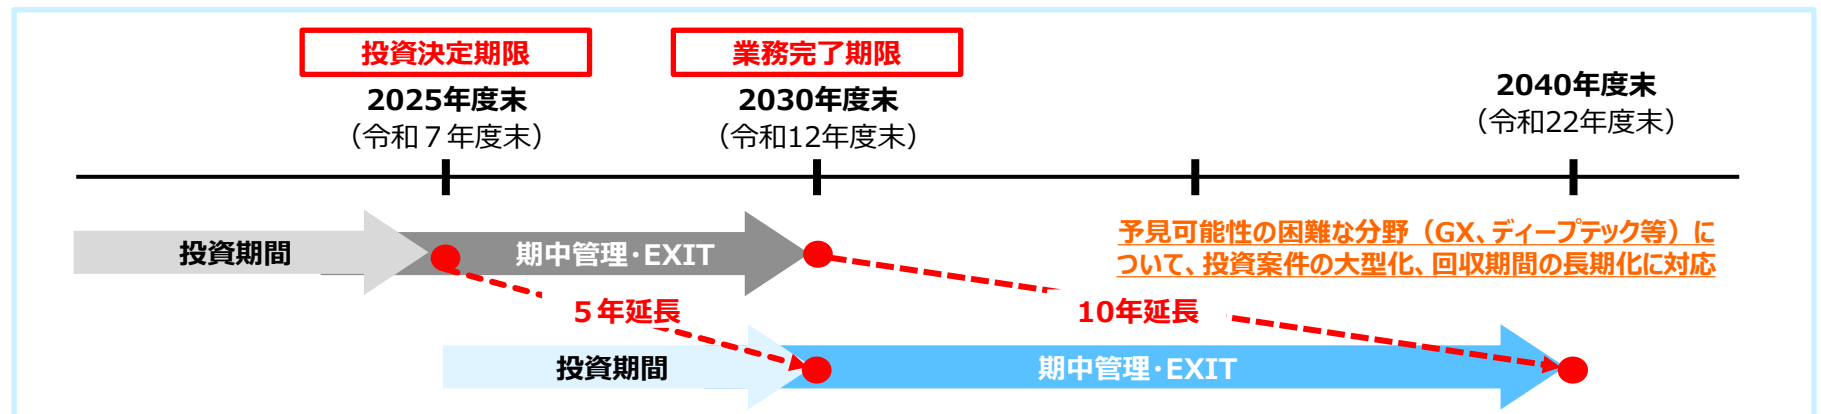 投資決定期限
業務完了期限
2025年度末
（令和７年度末）
2030年度末
（令和12年度末）
2040年度末
（令和22年度末）
投資期間
期中管理･EXIT
予見可能性の困難な分野（GX、ディープテック等）に
ついて、投資案件の大型化、回収期間の長期化に対応
５年延長
10年延長
投資期間
期中管理･EXIT